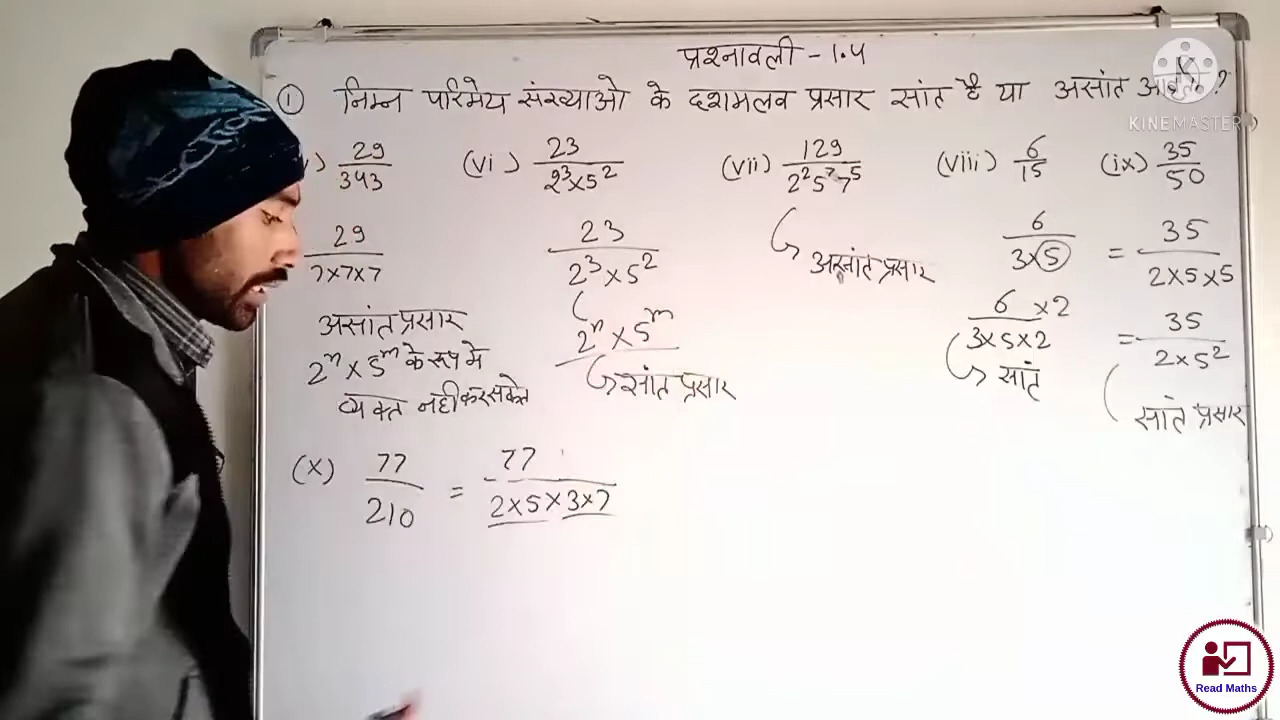 प्रश्नावली - 1.4
① निम्न परिमेय संख्याओ के दशमलव प्रसार सांत है या असांत आवर्ती ?
KINEMASTER
) 29/343 (vi) 23/2³×5² (vii) 129/2²5⁷7⁵ (viii) 6/15 (ix) 35/50
29/7×7×7 23/2³×5² असांत प्रसार 6/3×5 = 35/2×5×5
असांत प्रसार 2ⁿ×5ᵐ 6×2/3×5×2 = 35/2×5²
2ⁿ×5ᵐ के रूप मे सांत प्रसार सांत
व्यक्त नही कर सकते सांत प्रसार
(x) 77/210 = 77/2×5×3×7
Read Maths